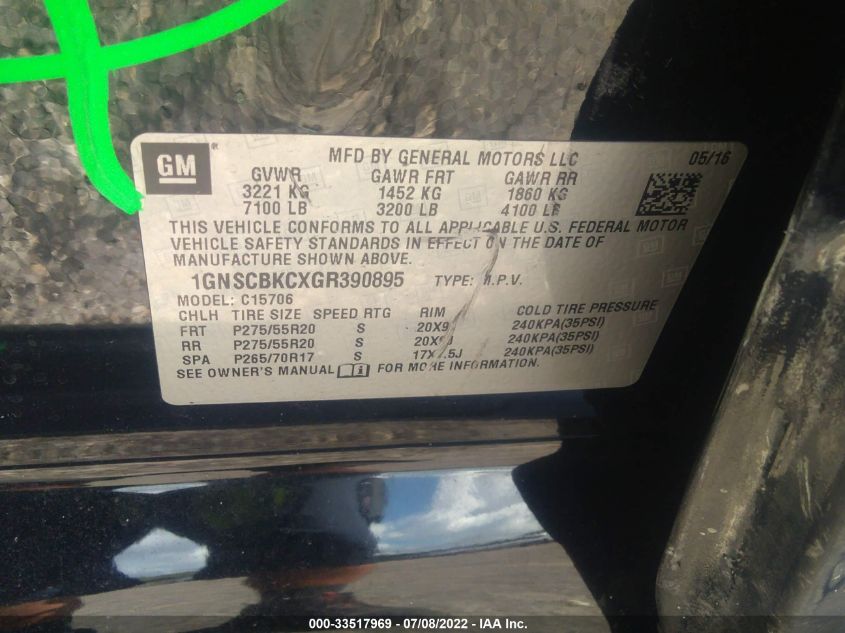 GM
MFD BY GENERAL MOTORS LLC 05/16
GVWR GAWR FRT GAWR RR
3221 KG 1452 KG 1860 KG
7100 LB 3200 LB 4100 LB
THIS VEHICLE CONFORMS TO ALL APPLICABLE U.S. FEDERAL MOTOR
VEHICLE SAFETY STANDARDS IN EFFECT ON THE DATE OF
MANUFACTURE SHOWN ABOVE.
1GNSCBKCXGR390895 TYPE: M.P.V.
MODEL: C15706
CHLH TIRE SIZE SPEED RTG RIM COLD TIRE PRESSURE
FRT P275/55R20 S 20X9J 240KPA(35PSI)
RR P275/55R20 S 20X9J 240KPA(35PSI)
SPA P265/70R17 S 17X7.5J 240KPA(35PSI)
SEE OWNER'S MANUAL FOR MORE INFORMATION.
000-33517969 - 07/08/2022 - IAA Inc.